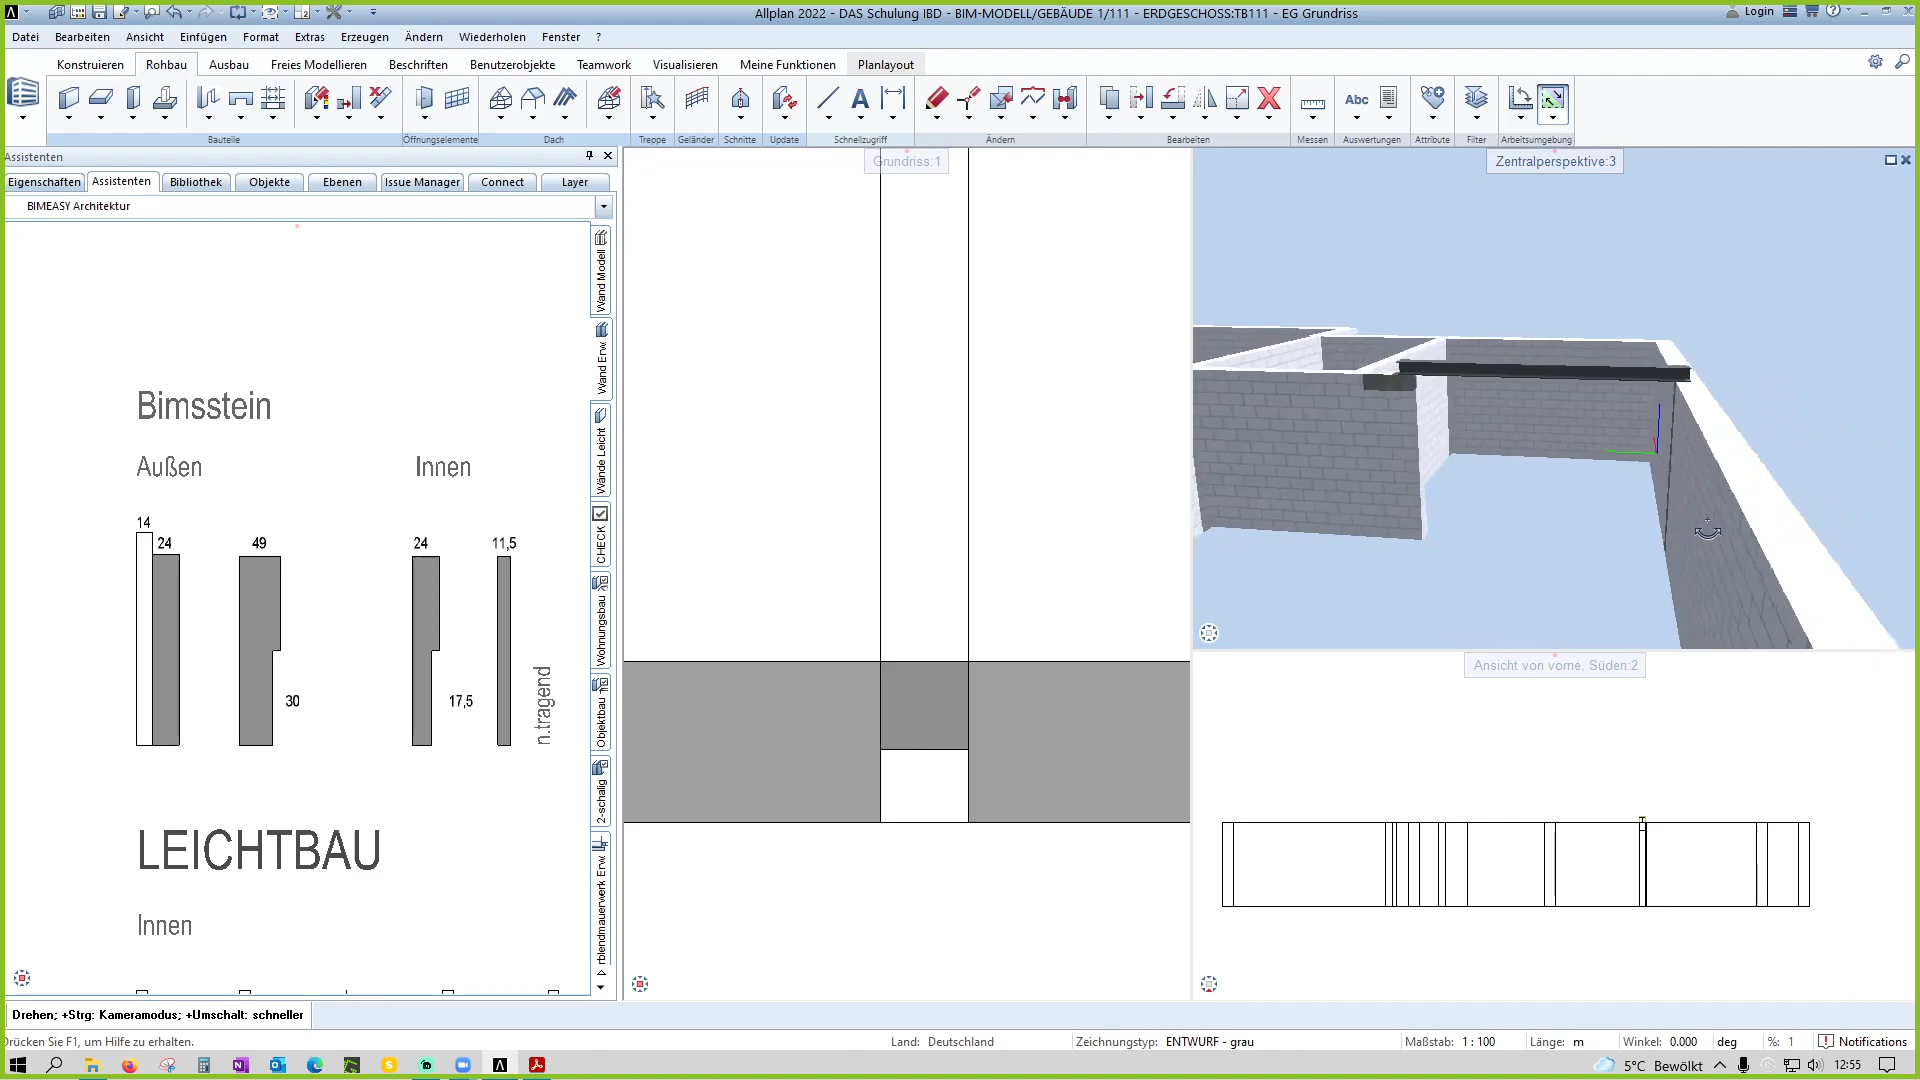 Allplan 2022 - DAS Schulung IBD - BIM-MODELL/GEBÄUDE 1/111 - ERDGESCHOSS:TB111 - EG Grundriss
Login
Datei Bearbeiten Ansicht Einfügen Format Extras Erzeugen Ändern Wiederholen Fenster ?
Konstruieren Rohbau Ausbau Freies Modellieren Beschriften Benutzerobjekte Teamwork Visualisieren Meine Funktionen Planlayout
Abc
Bauteile Öffnungselemente Dach Treppe Geländer Schnitte Update Schnellzugriff Ändern Bearbeiten Messen Auswertungen Attribute Filter Arbeitsumgebung
Assistenten
Eigenschaften Assistenten Bibliothek Objekte Ebenen Issue Manager Connect Layer
BIMEASY Architektur
Grundriss:1
Zentralperspektive:3
Wand Modell
Wand Erw.
Wände Leicht
CHECK
Wohnungsbau
Objektbau
2-schalig
rblendmauerwerk Erw.
Bimsstein
Außen Innen
14
24 49 24 11,5
30 17,5
n.tragend
LEICHTBAU
Innen
Ansicht von vorne, Süden:2
Drehen; +Strg: Kameramodus; +Umschalt: schneller
Drücken Sie F1, um Hilfe zu erhalten.
Land: Deutschland Zeichnungstyp: ENTWURF - grau Maßstab: 1 : 100 Länge: m Winkel: 0.000 deg %: 1 Notifications
5°C Bewölkt 12:55